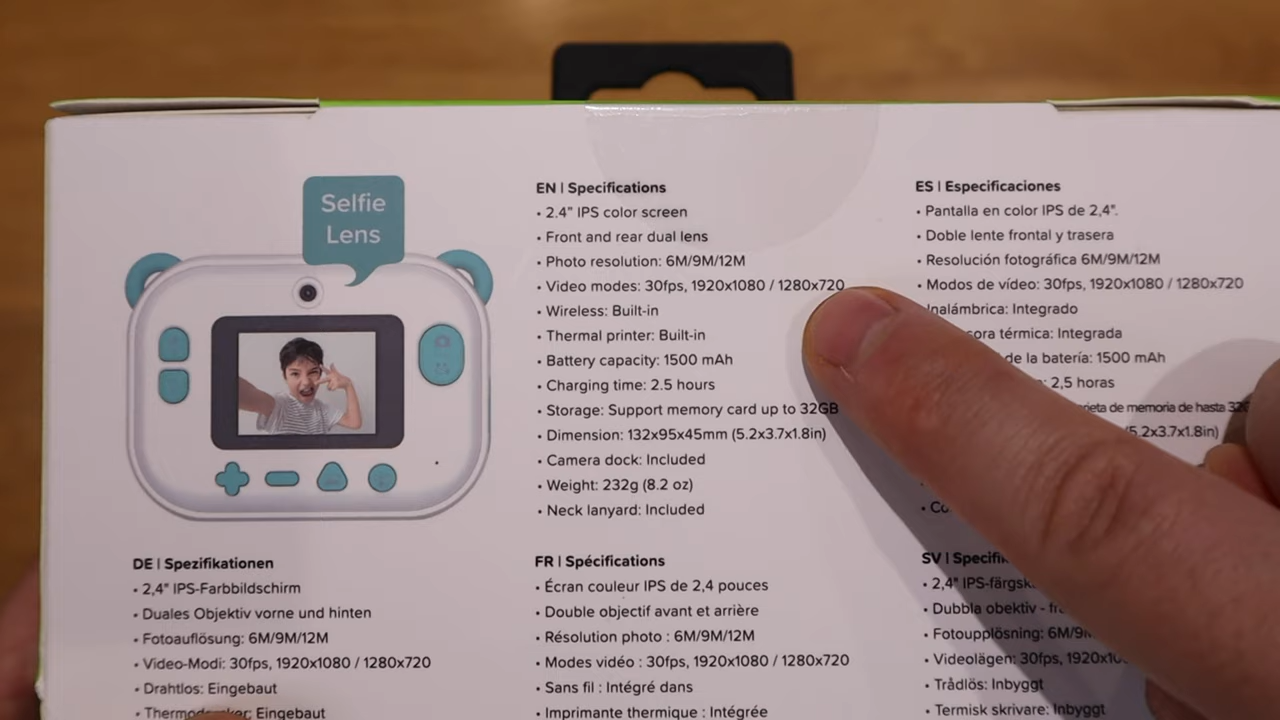 Selfie
Lens
EN | Specifications
• 2.4" IPS color screen
• Front and rear dual lens
• Photo resolution: 6M/9M/12M
• Video modes: 30fps, 1920x1080 / 1280x720
• Wireless: Built-in
• Thermal printer: Built-in
• Battery capacity: 1500 mAh
• Charging time: 2.5 hours
• Storage: Support memory card up to 32GB
• Dimension: 132x95x45mm (5.2x3.7x1.8in)
• Camera dock: Included
• Weight: 232g (8.2 oz)
• Neck lanyard: Included
ES | Especificaciones
• Pantalla en color IPS de 2,4".
• Doble lente frontal y trasera
• Resolución fotográfica 6M/9M/12M
• Modos de vídeo: 30fps, 1920x1080 / 1280x720
Inalámbrica: Integrado
térmica: Integrada
de la batería: 1500 mAh
2,5 horas
de memoria de hasta
(5.2x3.7x1.8in)
DE | Spezifikationen
• 2,4" IPS-Farbbildschirm
• Duales Objektiv vorne und hinten
• Fotoauflösung: 6M/9M/12M
• Video-Modi: 30fps, 1920x1080 / 1280x720
• Drahtlos: Eingebaut
• Eingebaut
FR | Spécifications
• Écran couleur IPS de 2,4 pouces
• Double objectif avant et arrière
• Résolution photo : 6M/9M/12M
• Modes vidéo : 30fps, 1920x1080 / 1280x720
• Sans fil : Intégré dans
• Imprimante thermique : Intégrée
SV |
• 2,4"
• Dubbla obektiv -
• Fotoupplösning:
• Videolägen: 30fps,
• Trådlös: Inbyggt
• Termisk skrivare: Inbyggt